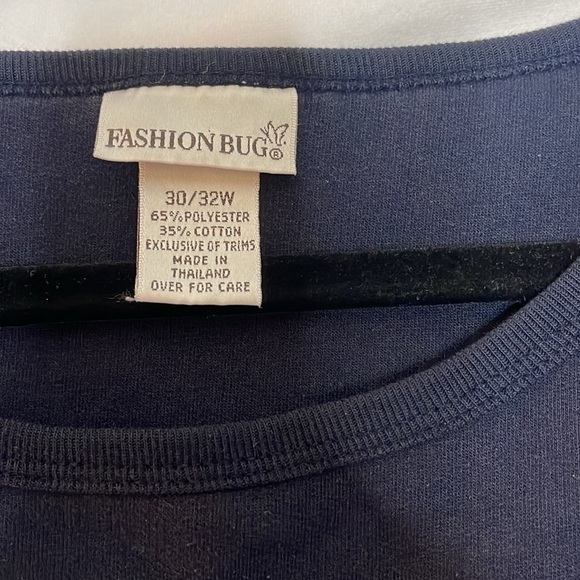 FASHION BUG®
30/32W
65% POLYESTER
35% COTTON
EXCLUSIVE OF TRIMS
MADE IN
THAILAND
OVER FOR CARE